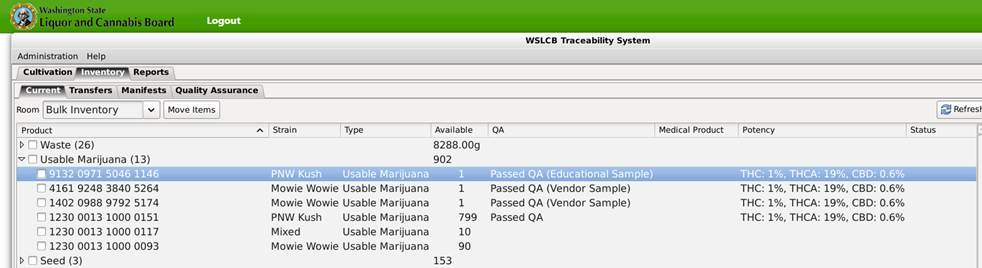 Washington State
Liquor and Cannabis Board
Logout
WSLCB Traceability System
Administration Help
Cultivation Inventory Reports
Current Transfers Manifests Quality Assurance
Room Bulk Inventory Move Items Refresh
Product Strain Type Available QA Medical Product Potency Status
Waste (26) 8288.00g
Usable Marijuana (13) 902
9132 0971 5046 1146 PNW Kush Usable Marijuana 1 Passed QA (Educational Sample) THC: 1%, THCA: 19%, CBD: 0.6%
4161 9248 3840 5264 Mowie Wowie Usable Marijuana 1 Passed QA (Vendor Sample) THC: 1%, THCA: 19%, CBD: 0.6%
1402 0988 9792 5174 Mowie Wowie Usable Marijuana 1 Passed QA (Vendor Sample) THC: 1%, THCA: 19%, CBD: 0.6%
1230 0013 1000 0151 PNW Kush Usable Marijuana 799 Passed QA THC: 1%, THCA: 19%, CBD: 0.6%
1230 0013 1000 0117 Mixed Usable Marijuana 10
1230 0013 1000 0093 Mowie Wowie Usable Marijuana 90
Seed (3) 153